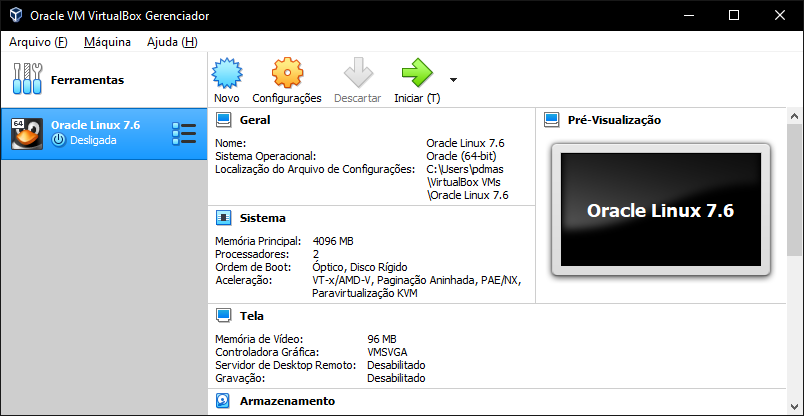 Oracle VM VirtualBox Gerenciador
Arquivo (F) Máquina Ajuda (H)
Ferramentas
Novo Configurações Descartar Iniciar (T)
64
Oracle Linux 7.6
Desligada
Geral
Nome: Oracle Linux 7.6
Sistema Operacional: Oracle (64-bit)
Localização do Arquivo de Configurações: C:\Users\pdmas
\VirtualBox VMs
\Oracle Linux 7.6
Pré-Visualização
Oracle Linux 7.6
Sistema
Memória Principal: 4096 MB
Processadores: 2
Ordem de Boot: Óptico, Disco Rígido
Aceleração: VT-x/AMD-V, Paginação Aninhada, PAE/NX,
Paravirtualização KVM
Tela
Memória de Vídeo: 96 MB
Controladora Gráfica: VMSVGA
Servidor de Desktop Remoto: Desabilitado
Gravação: Desabilitado
Armazenamento